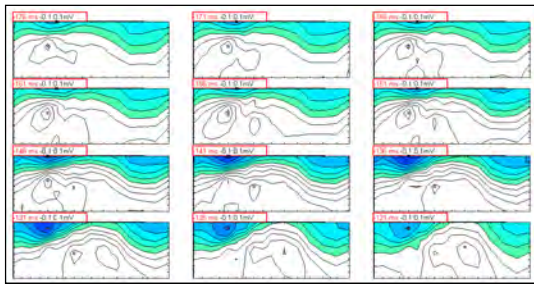 -176 ms -0.1:0.1mV
-171 ms -0.1:0.1mV
-166 ms -0.1:0.1mV
-161 ms -0.1:0.1mV
-156 ms -0.1:0.1mV
-151 ms -0.1:0.1mV
-146 ms -0.1:0.1mV
-141 ms -0.1:0.1mV
-136 ms -0.1:0.1mV
-131 ms -0.1:0.1mV
-126 ms -0.1:0.1mV
-121 ms -0.1:0.1mV